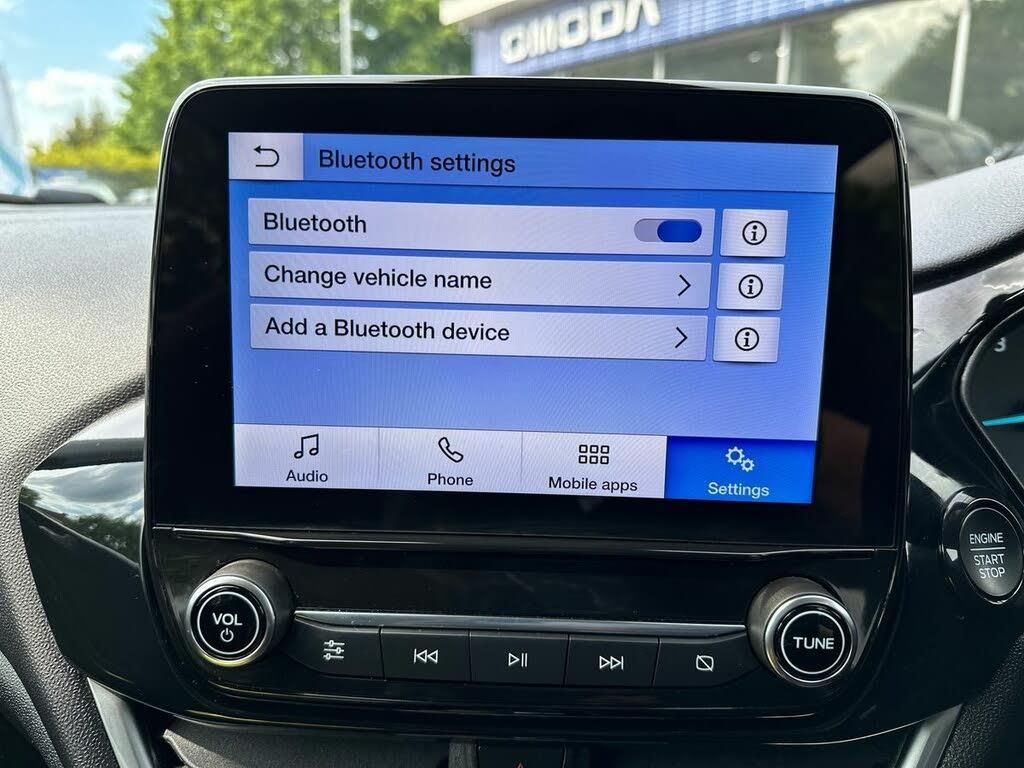 OMODA
Bluetooth settings
Bluetooth
Change vehicle name
Add a Bluetooth device
Audio
Phone
Mobile apps
Settings
3
ENGINE
START
STOP
VOL
TUNE